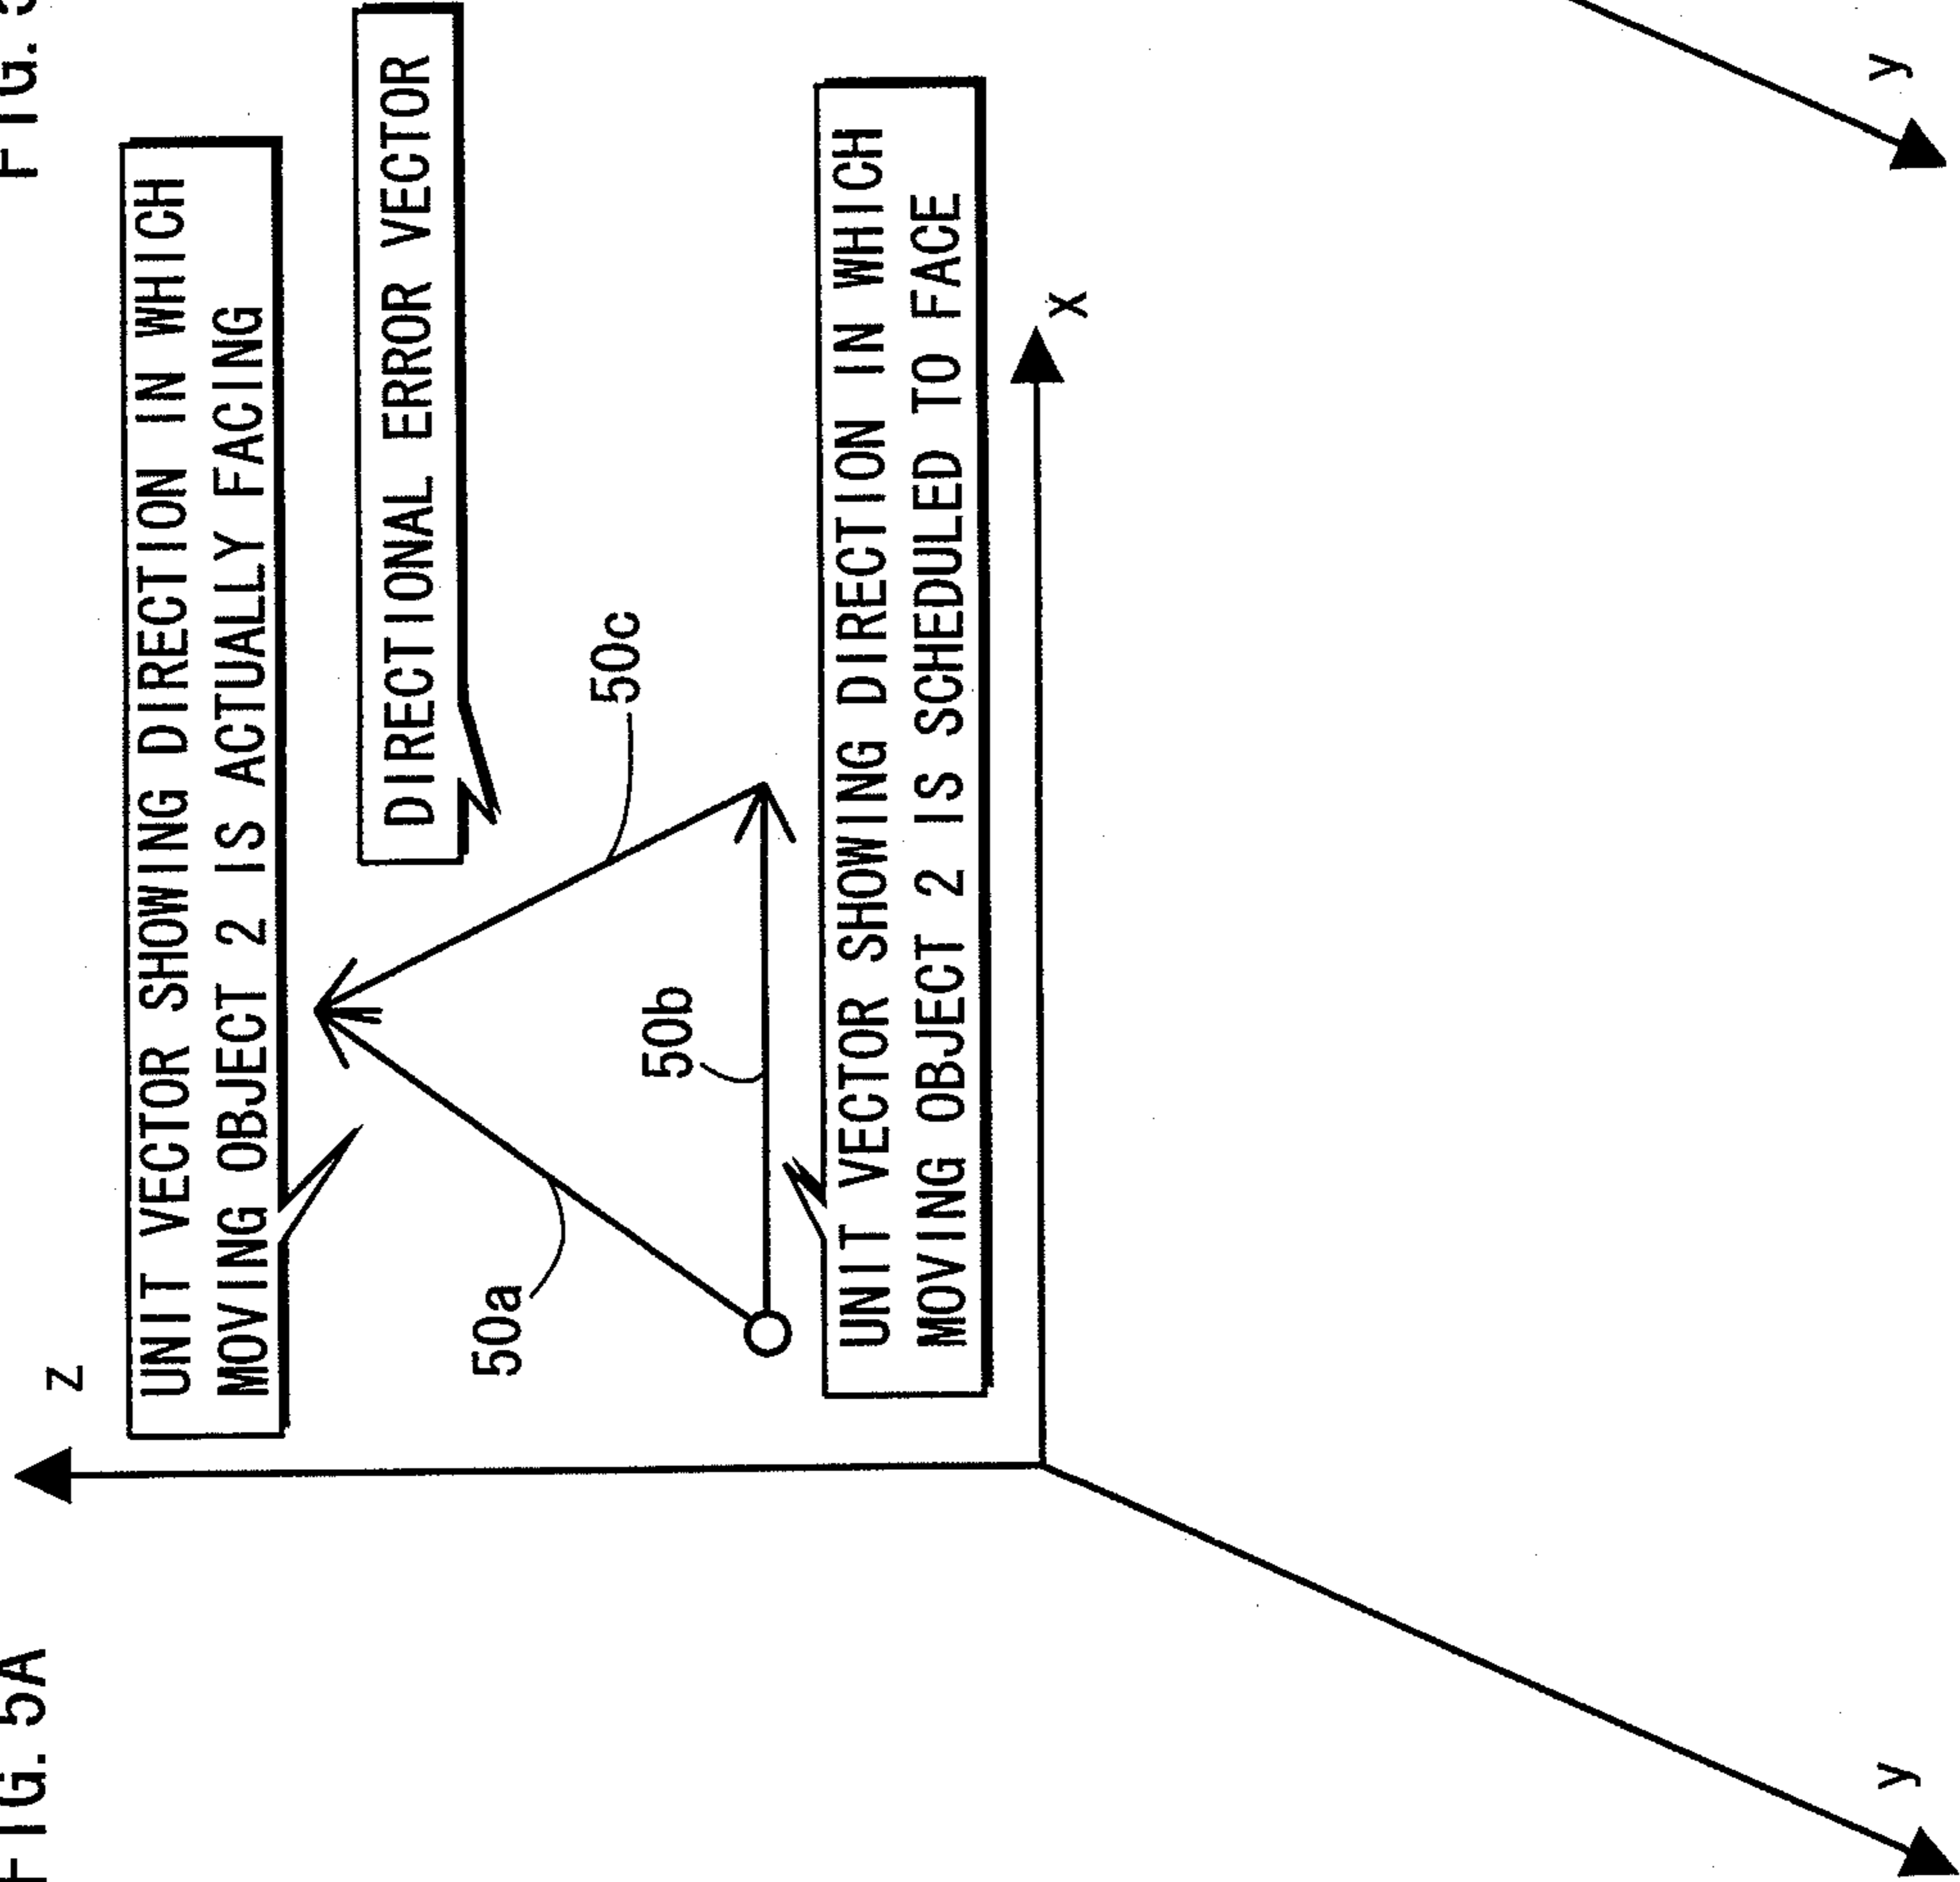 FIG. 5A
z
UNIT VECTOR SHOWING DIRECTION IN WHICH
MOVING OBJECT 2 IS ACTUALLY FACING
DIRECTIONAL ERROR VECTOR
50a
50b
50c
UNIT VECTOR SHOWING DIRECTION IN WHICH
MOVING OBJECT 2 IS SCHEDULED TO FACE
x
y
FIG.
y